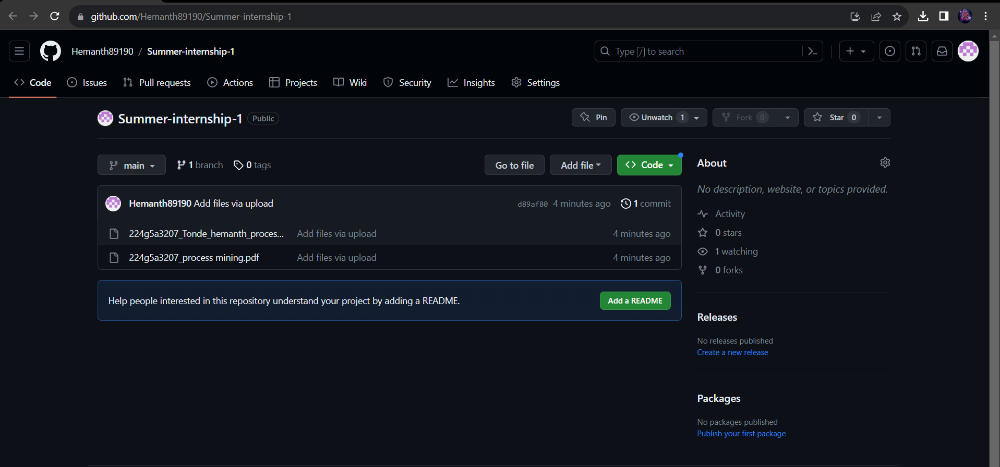 github.com/Hemanth89190/Summer-internship-1
Hemanth89190 / Summer-internship-1
Type / to search
Code Issues Pull requests Actions Projects Wiki Security Insights Settings
Summer-internship-1 Public
Pin Unwatch 1 Fork 0 Star 0
main 1 branch 0 tags Go to file Add file Code
Hemanth89190 Add files via upload d89af80 4 minutes ago 1 commit
224g5a3207_Tonde_hemanth_proces... Add files via upload 4 minutes ago
224g5a3207_process mining.pdf Add files via upload 4 minutes ago
Help people interested in this repository understand your project by adding a README. Add a README
About
No description, website, or topics provided.
Activity
0 stars
1 watching
0 forks
Releases
No releases published
Create a new release
Packages
No packages published
Publish your first package